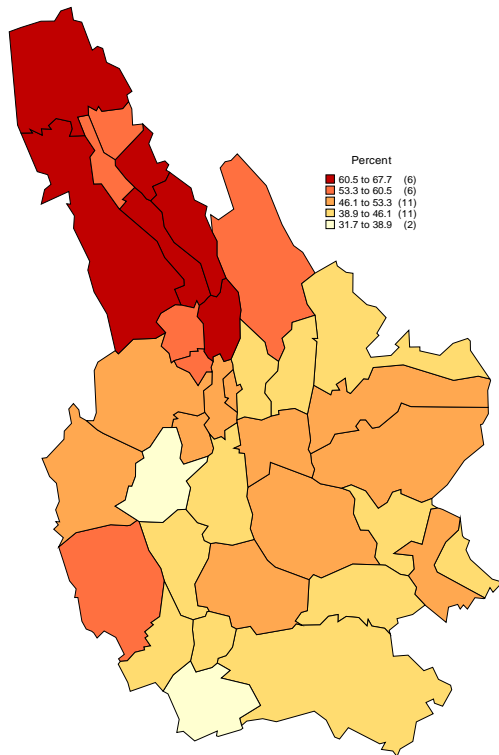 Percent
60.5 to 67.7 (6)
53.3 to 60.5 (6)
46.1 to 53.3 (11)
38.9 to 46.1 (11)
31.7 to 38.9 (2)